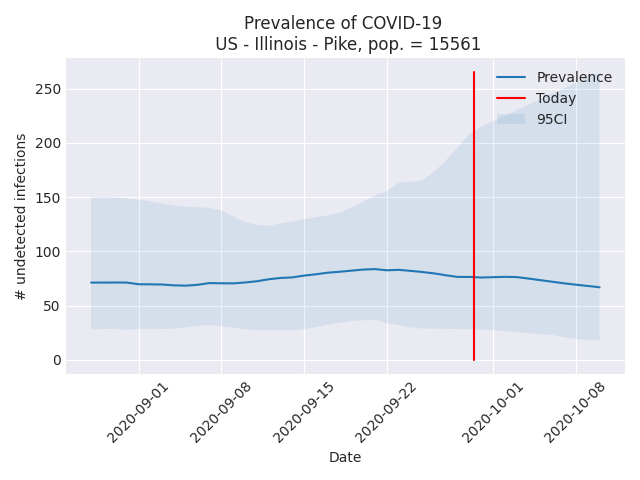 Prevalence of COVID-19
US - Illinois - Pike, pop. = 15561
# undetected infections
250
200
150
100
50
0
Prevalence
Today
95CI
2020-09-01
2020-09-08
2020-09-15
2020-09-22
2020-10-01
2020-10-08
Date